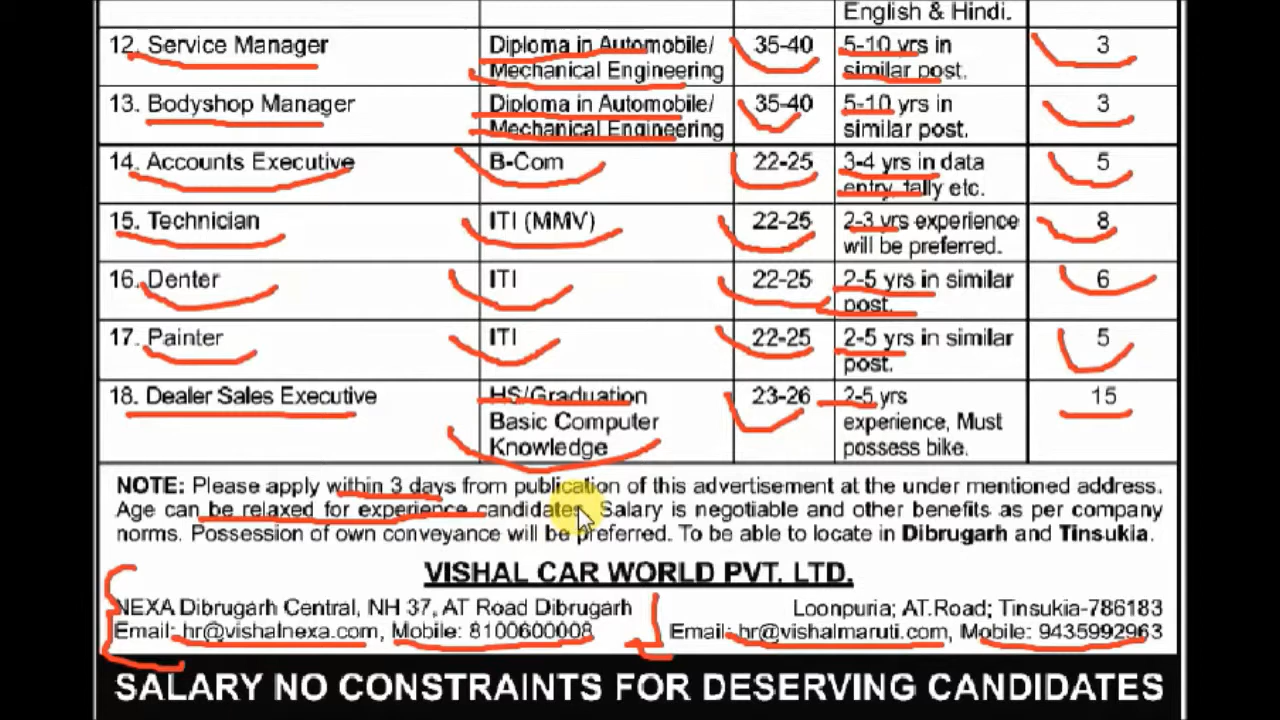 English & Hindi.
12. Service Manager Diploma in Automobile/ 35-40 5-10 yrs in 3
Mechanical Engineering similar post.
13. Bodyshop Manager Diploma in Automobile/ 35-40 5-10 yrs in 3
Mechanical Engineering similar post.
14. Accounts Executive B-Com 22-25 3-4 yrs in data 5
entry, tally etc.
15. Technician ITI (MMV) 22-25 2-3 yrs experience 8
will be preferred.
16. Denter ITI 22-25 2-5 yrs in similar 6
post.
17. Painter ITI 22-25 2-5 yrs in similar 5
post.
18. Dealer Sales Executive HS/Graduation 23-26 2-5 yrs 15
Basic Computer experience, Must
Knowledge possess bike.
NOTE: Please apply within 3 days from publication of this advertisement at the under mentioned address.
Age can be relaxed for experience candidates. Salary is negotiable and other benefits as per company
norms. Possession of own conveyance will be preferred. To be able to locate in Dibrugarh and Tinsukia.
VISHAL CAR WORLD PVT. LTD.
NEXA Dibrugarh Central, NH 37, AT Road Dibrugarh Loonpuria; AT.Road; Tinsukia-786183
Email: hr@vishalnexa.com, Mobile: 8100600008 Email: hr@vishalmaruti.com, Mobile: 9435992963
SALARY NO CONSTRAINTS FOR DESERVING CANDIDATES